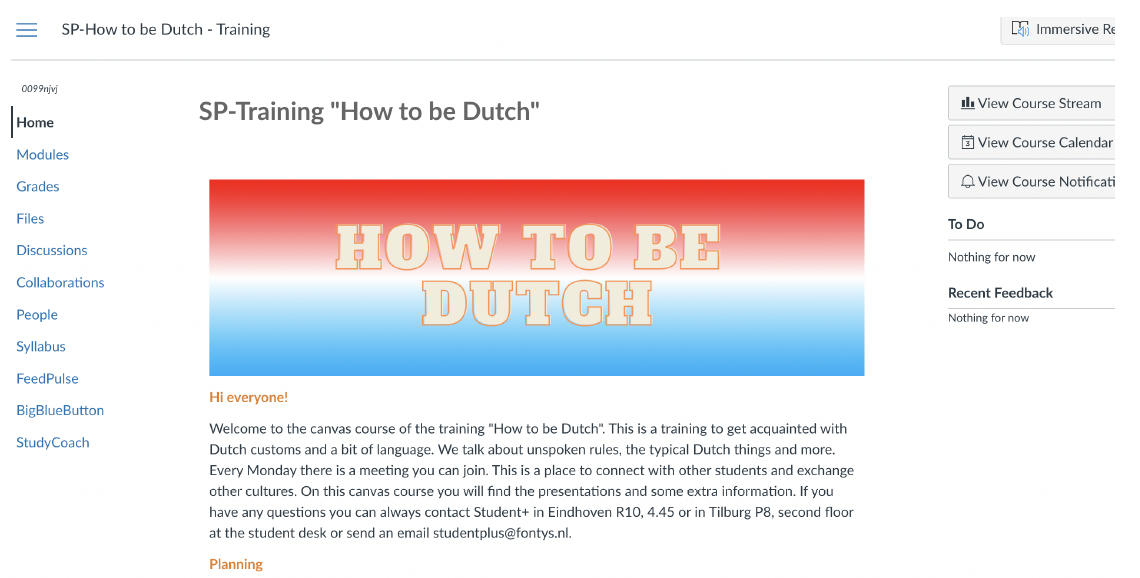 SP-How to be Dutch - Training
Immersive Re
0099njvj
Home
Modules
Grades
Files
Discussions
Collaborations
People
Syllabus
FeedPulse
BigBlueButton
StudyCoach
SP-Training "How to be Dutch"
HOW TO BE
DUTCH
Hi everyone!
Welcome to the canvas course of the training "How to be Dutch". This is a training to get acquainted with
Dutch customs and a bit of language. We talk about unspoken rules, the typical Dutch things and more.
Every Monday there is a meeting you can join. This is a place to connect with other students and exchange
other cultures. On this canvas course you will find the presentations and some extra information. If you
have any questions you can always contact Student+ in Eindhoven R10, 4.45 or in Tilburg P8, second floor
at the student desk or send an email studentplus@fontys.nl.
Planning
View Course Stream
3 View Course Calendar
View Course Notificati
To Do
Nothing for now
Recent Feedback
Nothing for now